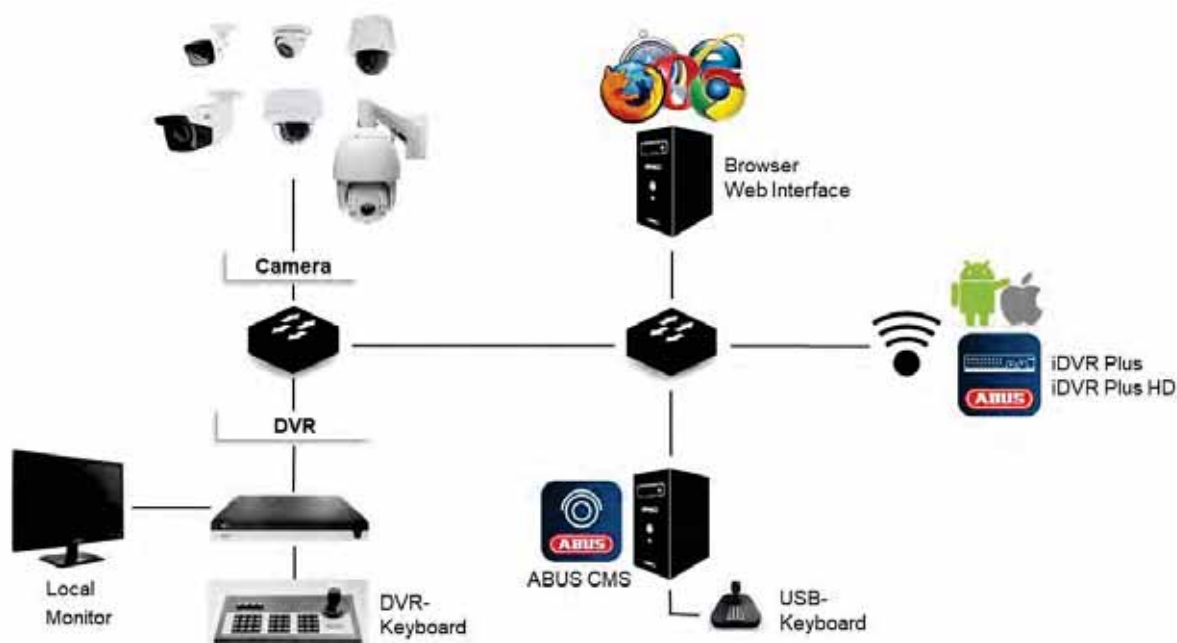 Browser
Web Interface
Camera
iDVR Plus
iDVR Plus HD
ABUS
DVR
ABUS
ABUS CMS
Local
Monitor
DVR-
Keyboard
USB-
Keyboard